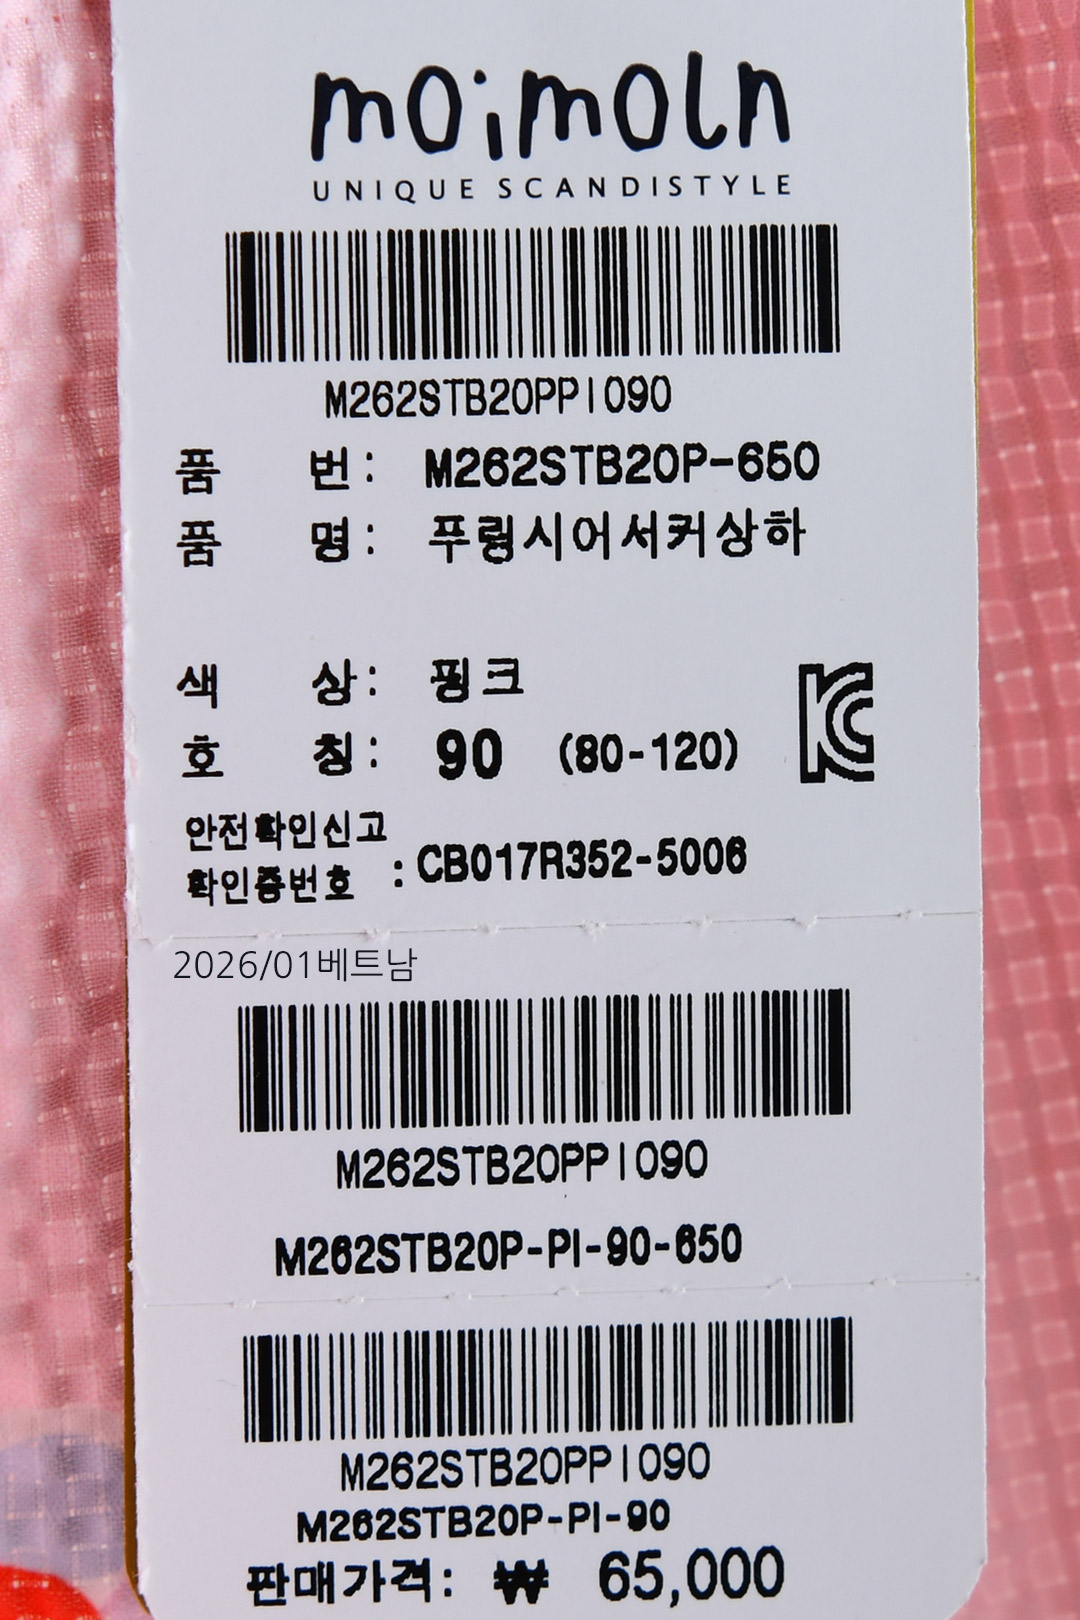 moimoln
UNIQUE SCANDISTYLE
M262STB20PPI090
품 번: M262STB20P-650
품 명: 푸링시어서커상하
색 상: 핑크
호 칭: 90 (80-120)
안전확인신고
확인증번호 : CB017R352-5006
2026/01베트남
M262STB20PPI090
M262STB20P-PI-90-650
M262STB20PPI090
M262STB20P-PI-90
판매가격: ₩ 65,000